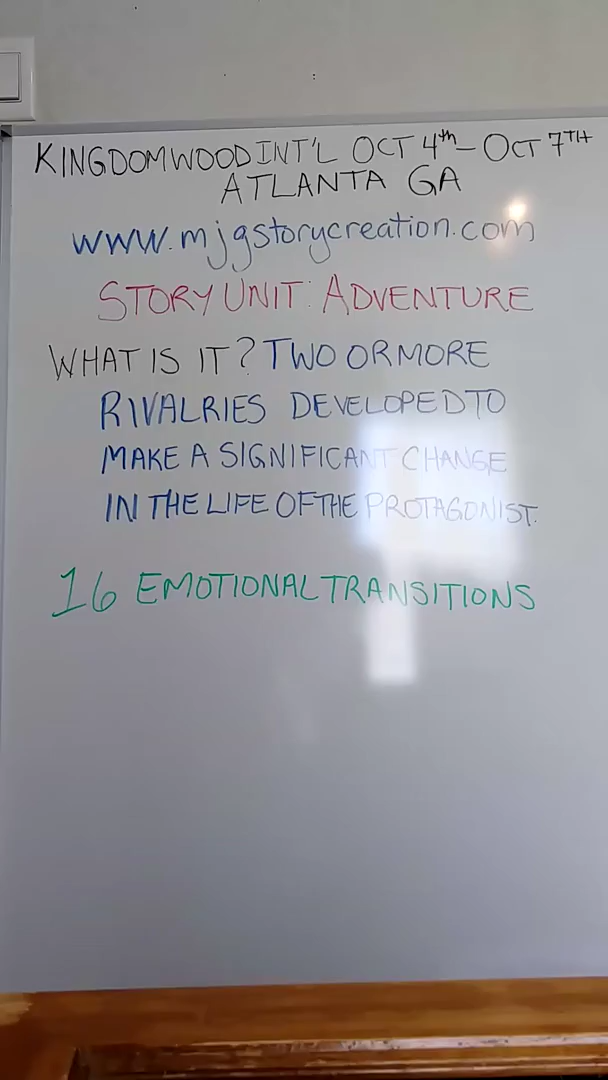 KINGDOMWOOD INT'L OCT 4th - OCT 7TH
ATLANTA GA
www.mjgstorycreation.com
STORY UNIT: ADVENTURE
WHAT IS IT? TWO OR MORE
RIVALRIES DEVELOPED TO
MAKE A SIGNIFICANT CHANGE
IN THE LIFE OF THE PROTAGONIST.
16 EMOTIONAL TRANSITIONS